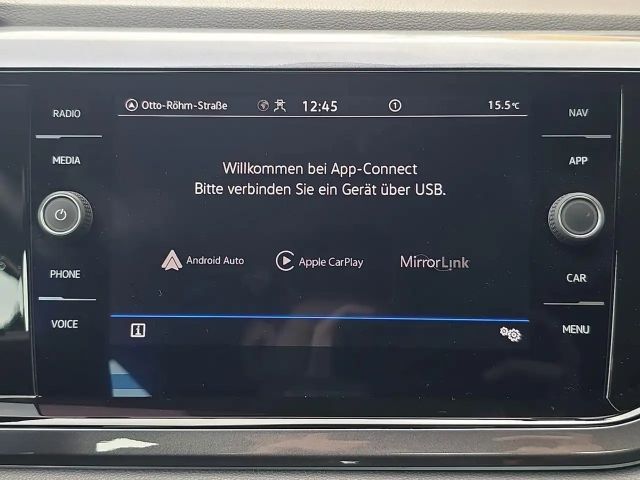 RADIO
MEDIA
PHONE
VOICE
Otto-Röhm-Straße 12:45 1 15.5°C
Willkommen bei App-Connect
Bitte verbinden Sie ein Gerät über USB.
Android Auto Apple CarPlay MirrorLink
NAV
APP
CAR
MENU